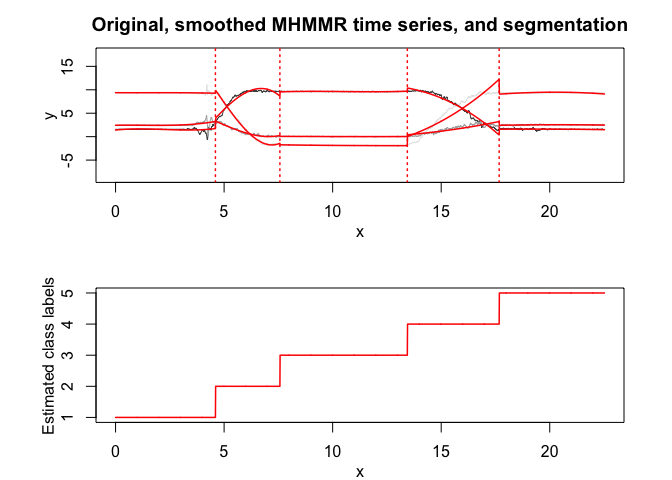 Original, smoothed MHMMR time series, and segmentation
15
5
-5
y
0 5 10 15 20
x
5
4
3
2
1
Estimated class labels
0 5 10 15 20
x